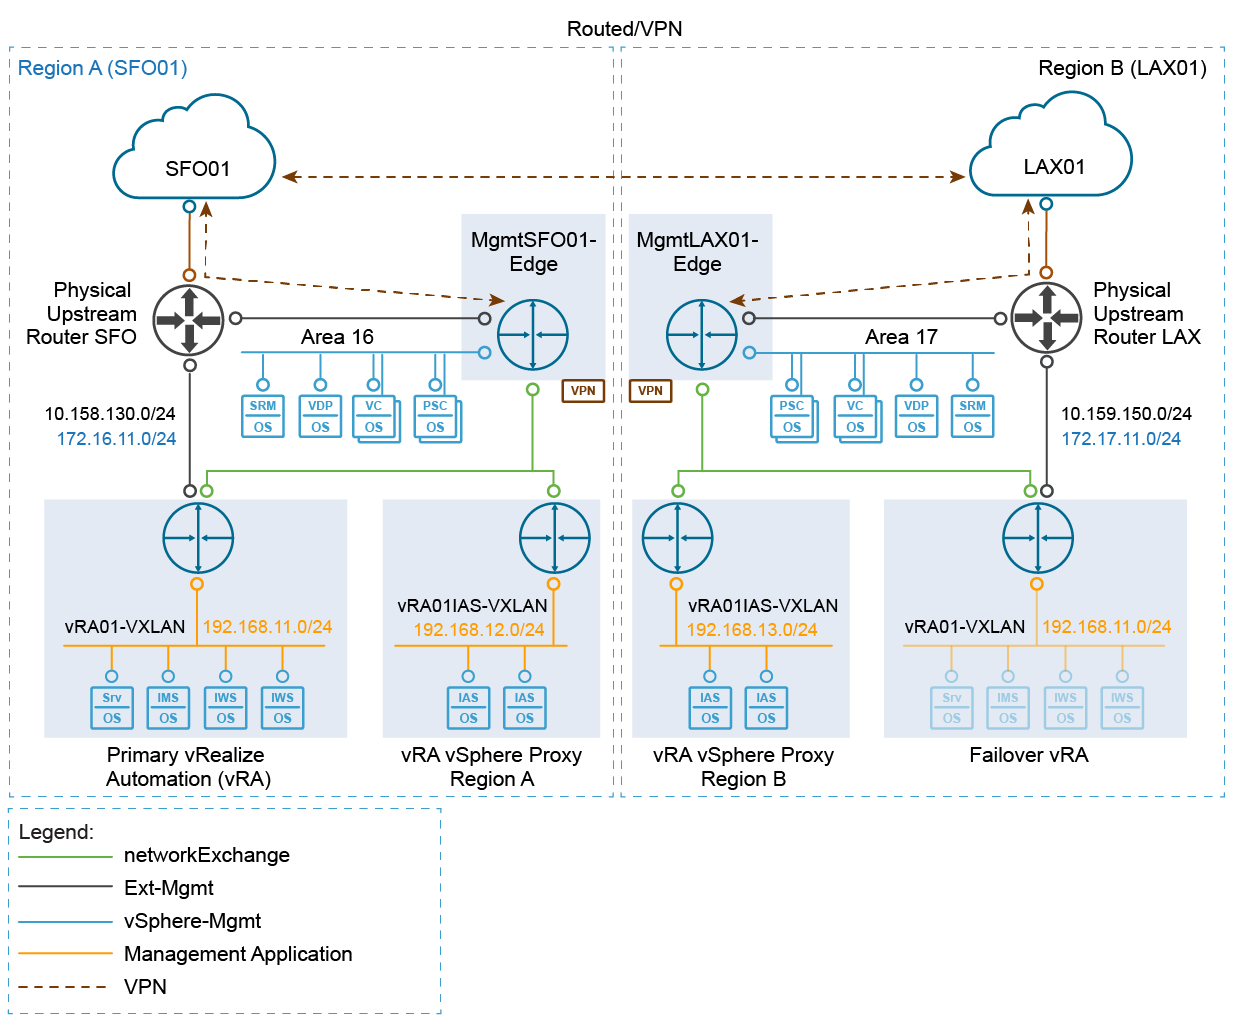 Routed/VPN
Region A (SFO01)
Region B (LAX01)
SFO01
LAX01
MgmtSFO01-
Edge
MgmtLAX01-
Edge
Physical
Upstream
Router SFO
Physical
Upstream
Router LAX
Area 16
Area 17
VPN
VPN
SRM
OS
VDP
OS
VC
OS
PSC
OS
PSC
OS
VC
OS
VDP
OS
SRM
OS
10.158.130.0/24
172.16.11.0/24
10.159.150.0/24
172.17.11.0/24
vRA01-VXLAN
192.168.11.0/24
vRA01IAS-VXLAN
192.168.12.0/24
vRA01IAS-VXLAN
192.168.13.0/24
vRA01-VXLAN
192.168.11.0/24
Srv
OS
IMS
OS
IWS
OS
IWS
OS
IAS
OS
IAS
OS
IAS
OS
IAS
OS
Srv
OS
IMS
OS
IWS
OS
IWS
OS
Primary vRealize
Automation (vRA)
vRA vSphere Proxy
Region A
vRA vSphere Proxy
Region B
Failover vRA
Legend:
networkExchange
Ext-Mgmt
vSphere-Mgmt
Management Application
VPN